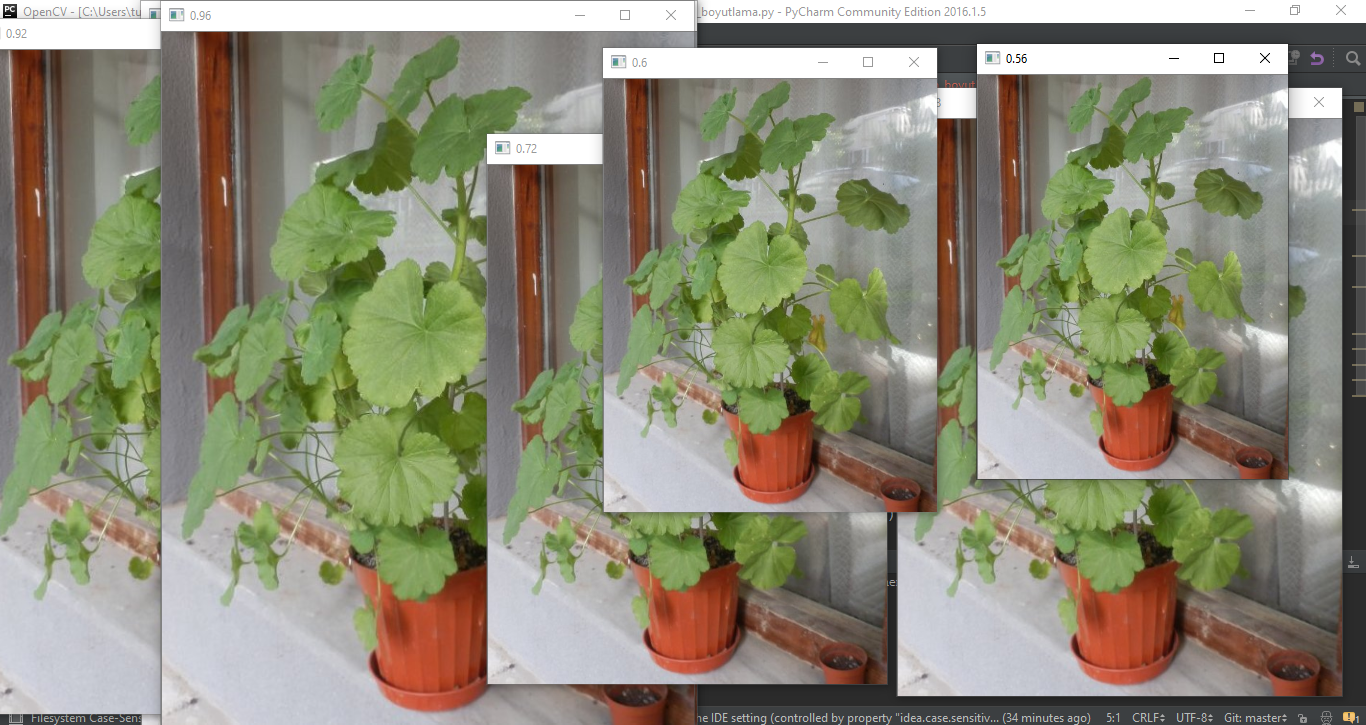 OpenCV - [C:\Users\tu
_boyutlama.py - PyCharm Community Edition 2016.1.5
0.92
0.96
0.6
0.56
0.72
Filesystem Case-Sens
he IDE setting (controlled by property "idea.case.sensitiv... (34 minutes ago)
5:1 CRLF÷ UTF-8÷ Git: master÷